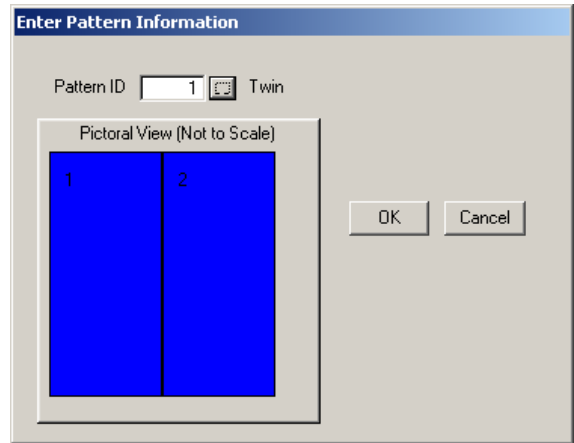 Enter Pattern Information
Pattern ID 1 Twin
Pictoral View (Not to Scale)
1 2
OK Cancel